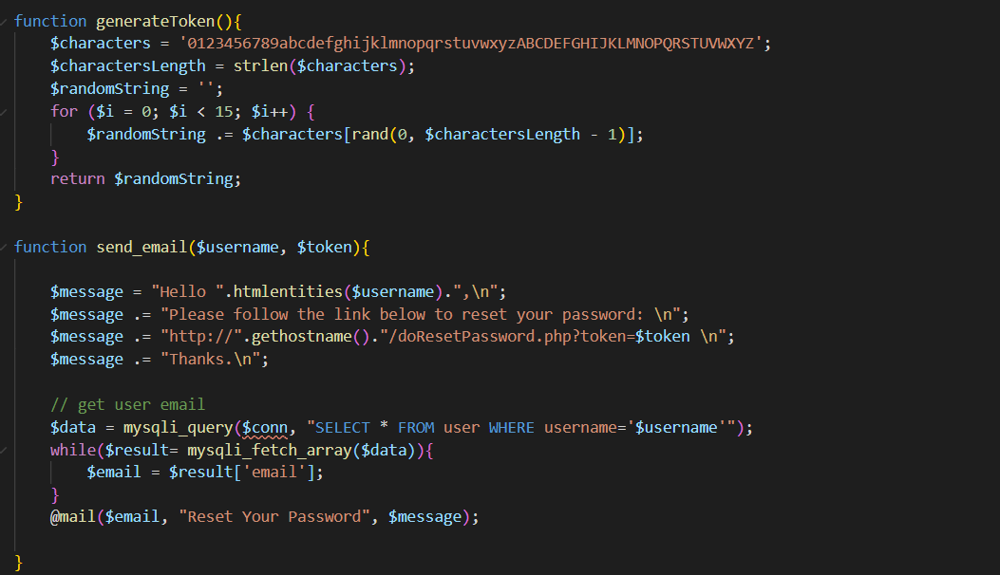 function generateToken(){
    $characters = '0123456789abcdefghijklmnopqrstuvwxyzABCDEFGHIJKLMNOPQRSTUVWXYZ';
    $charactersLength = strlen($characters);
    $randomString = '';
    for ($i = 0; $i < 15; $i++) {
        $randomString .= $characters[rand(0, $charactersLength - 1)];
    }
    return $randomString;
}
function send_email($username, $token){
    $message = "Hello ".htmlentities($username).",\n";
    $message .= "Please follow the link below to reset your password: \n";
    $message .= "http://".gethostname()."/doResetPassword.php?token=$token \n";
    $message .= "Thanks.\n";
    // get user email
    $data = mysqli_query($conn, "SELECT * FROM user WHERE username='$username'");
    while($result= mysqli_fetch_array($data)){
        $email = $result['email'];
    }
    @mail($email, "Reset Your Password", $message);
}